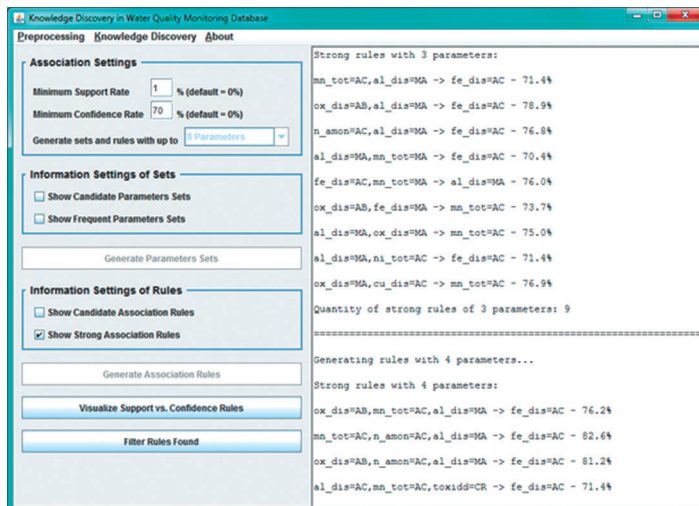 Knowledge Discovery in Water Quality Monitoring Database
Preprocessing Knowledge Discovery About
Association Settings
Minimum Support Rate 1 % (default = 0%)
Minimum Confidence Rate 70 % (default = 0%)
Generate sets and rules with up to 8 Parameters
Information Settings of Sets
Show Candidate Parameters Sets
Show Frequent Parameters Sets
Generate Parameters Sets
Information Settings of Rules
Show Candidate Association Rules
Show Strong Association Rules
Generate Association Rules
Visualize Support vs. Confidence Rules
Filter Rules Found
Strong rules with 3 parameters:
mn_tot=AC,al_dis=MA -> fe_dis=AC - 71.4%
ox_dis=AB,al_dis=MA -> fe_dis=AC - 78.9%
n_amon=AC,al_dis=MA -> fe_dis=AC - 76.8%
al_dis=MA,mn_tot=MA -> fe_dis=AC - 70.4%
fe_dis=AC,mn_tot=MA -> al_dis=MA - 76.0%
ox_dis=AB,fe_dis=MA -> mn_tot=AC - 73.7%
al_dis=MA,ox_dis=MA -> mn_tot=AC - 75.0%
al_dis=MA,ni_tot=AC -> fe_dis=AC - 71.4%
ox_dis=MA,cu_dis=AC -> mn_tot=AC - 76.9%
Quantity of strong rules of 3 parameters: 9
Generating rules with 4 parameters...
Strong rules with 4 parameters:
ox_dis=AB,mn_tot=AC,al_dis=MA -> fe_dis=AC - 76.2%
mn_tot=AC,n_amon=AC,al_dis=MA -> fe_dis=AC - 82.6%
ox_dis=AB,n_amon=AC,al_dis=MA -> fe_dis=AC - 81.2%
al_dis=AC,mn_tot=AC,toxidd=CR -> fe_dis=AC - 71.4%